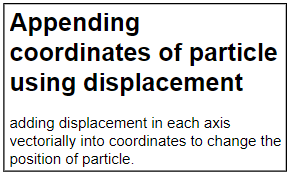 Appending
coordinates of particle
using displacement
adding displacement in each axis
vectorially into coordinates to change the
position of particle.